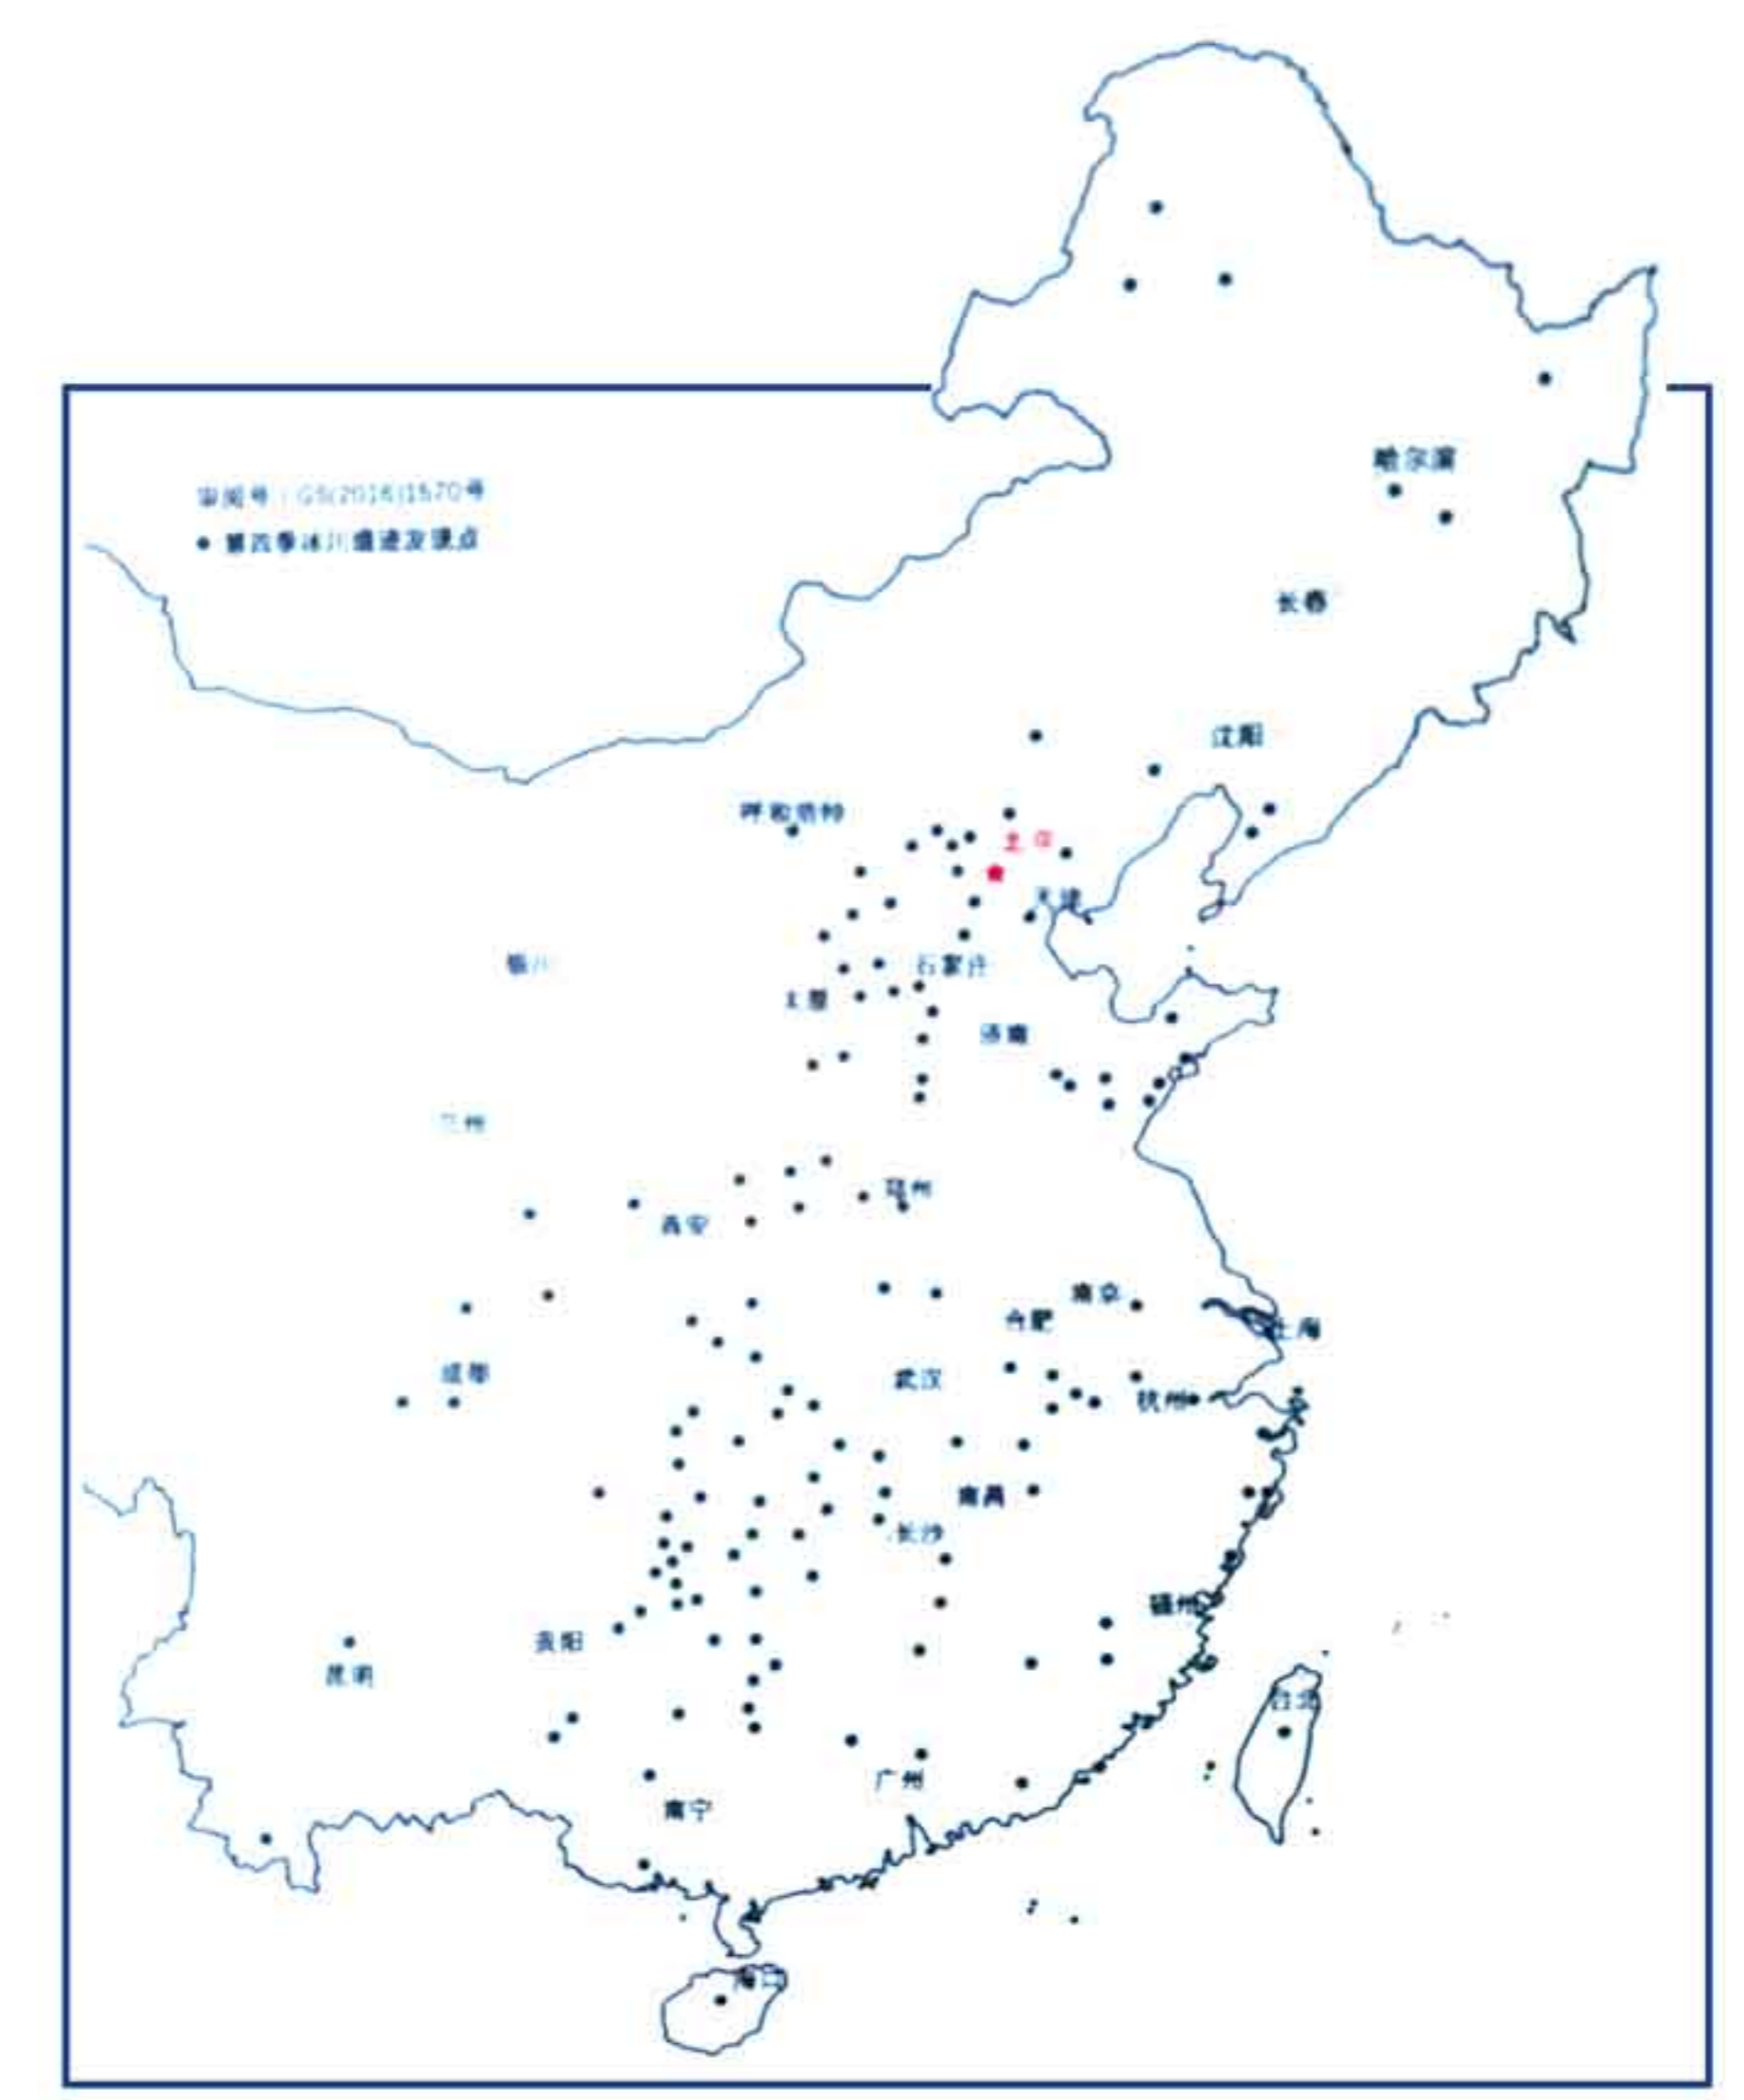 哈尔滨
审阅号：GS(2016)1570号
第四季冰川遗迹发现点
长春
沈阳
呼和浩特
天津
银川
石家庄
太原
济南
兰州
郑州
西安
南京
合肥
上海
成都
武汉
杭州
南昌
长沙
福州
贵阳
昆明
台北
广州
南宁
海口